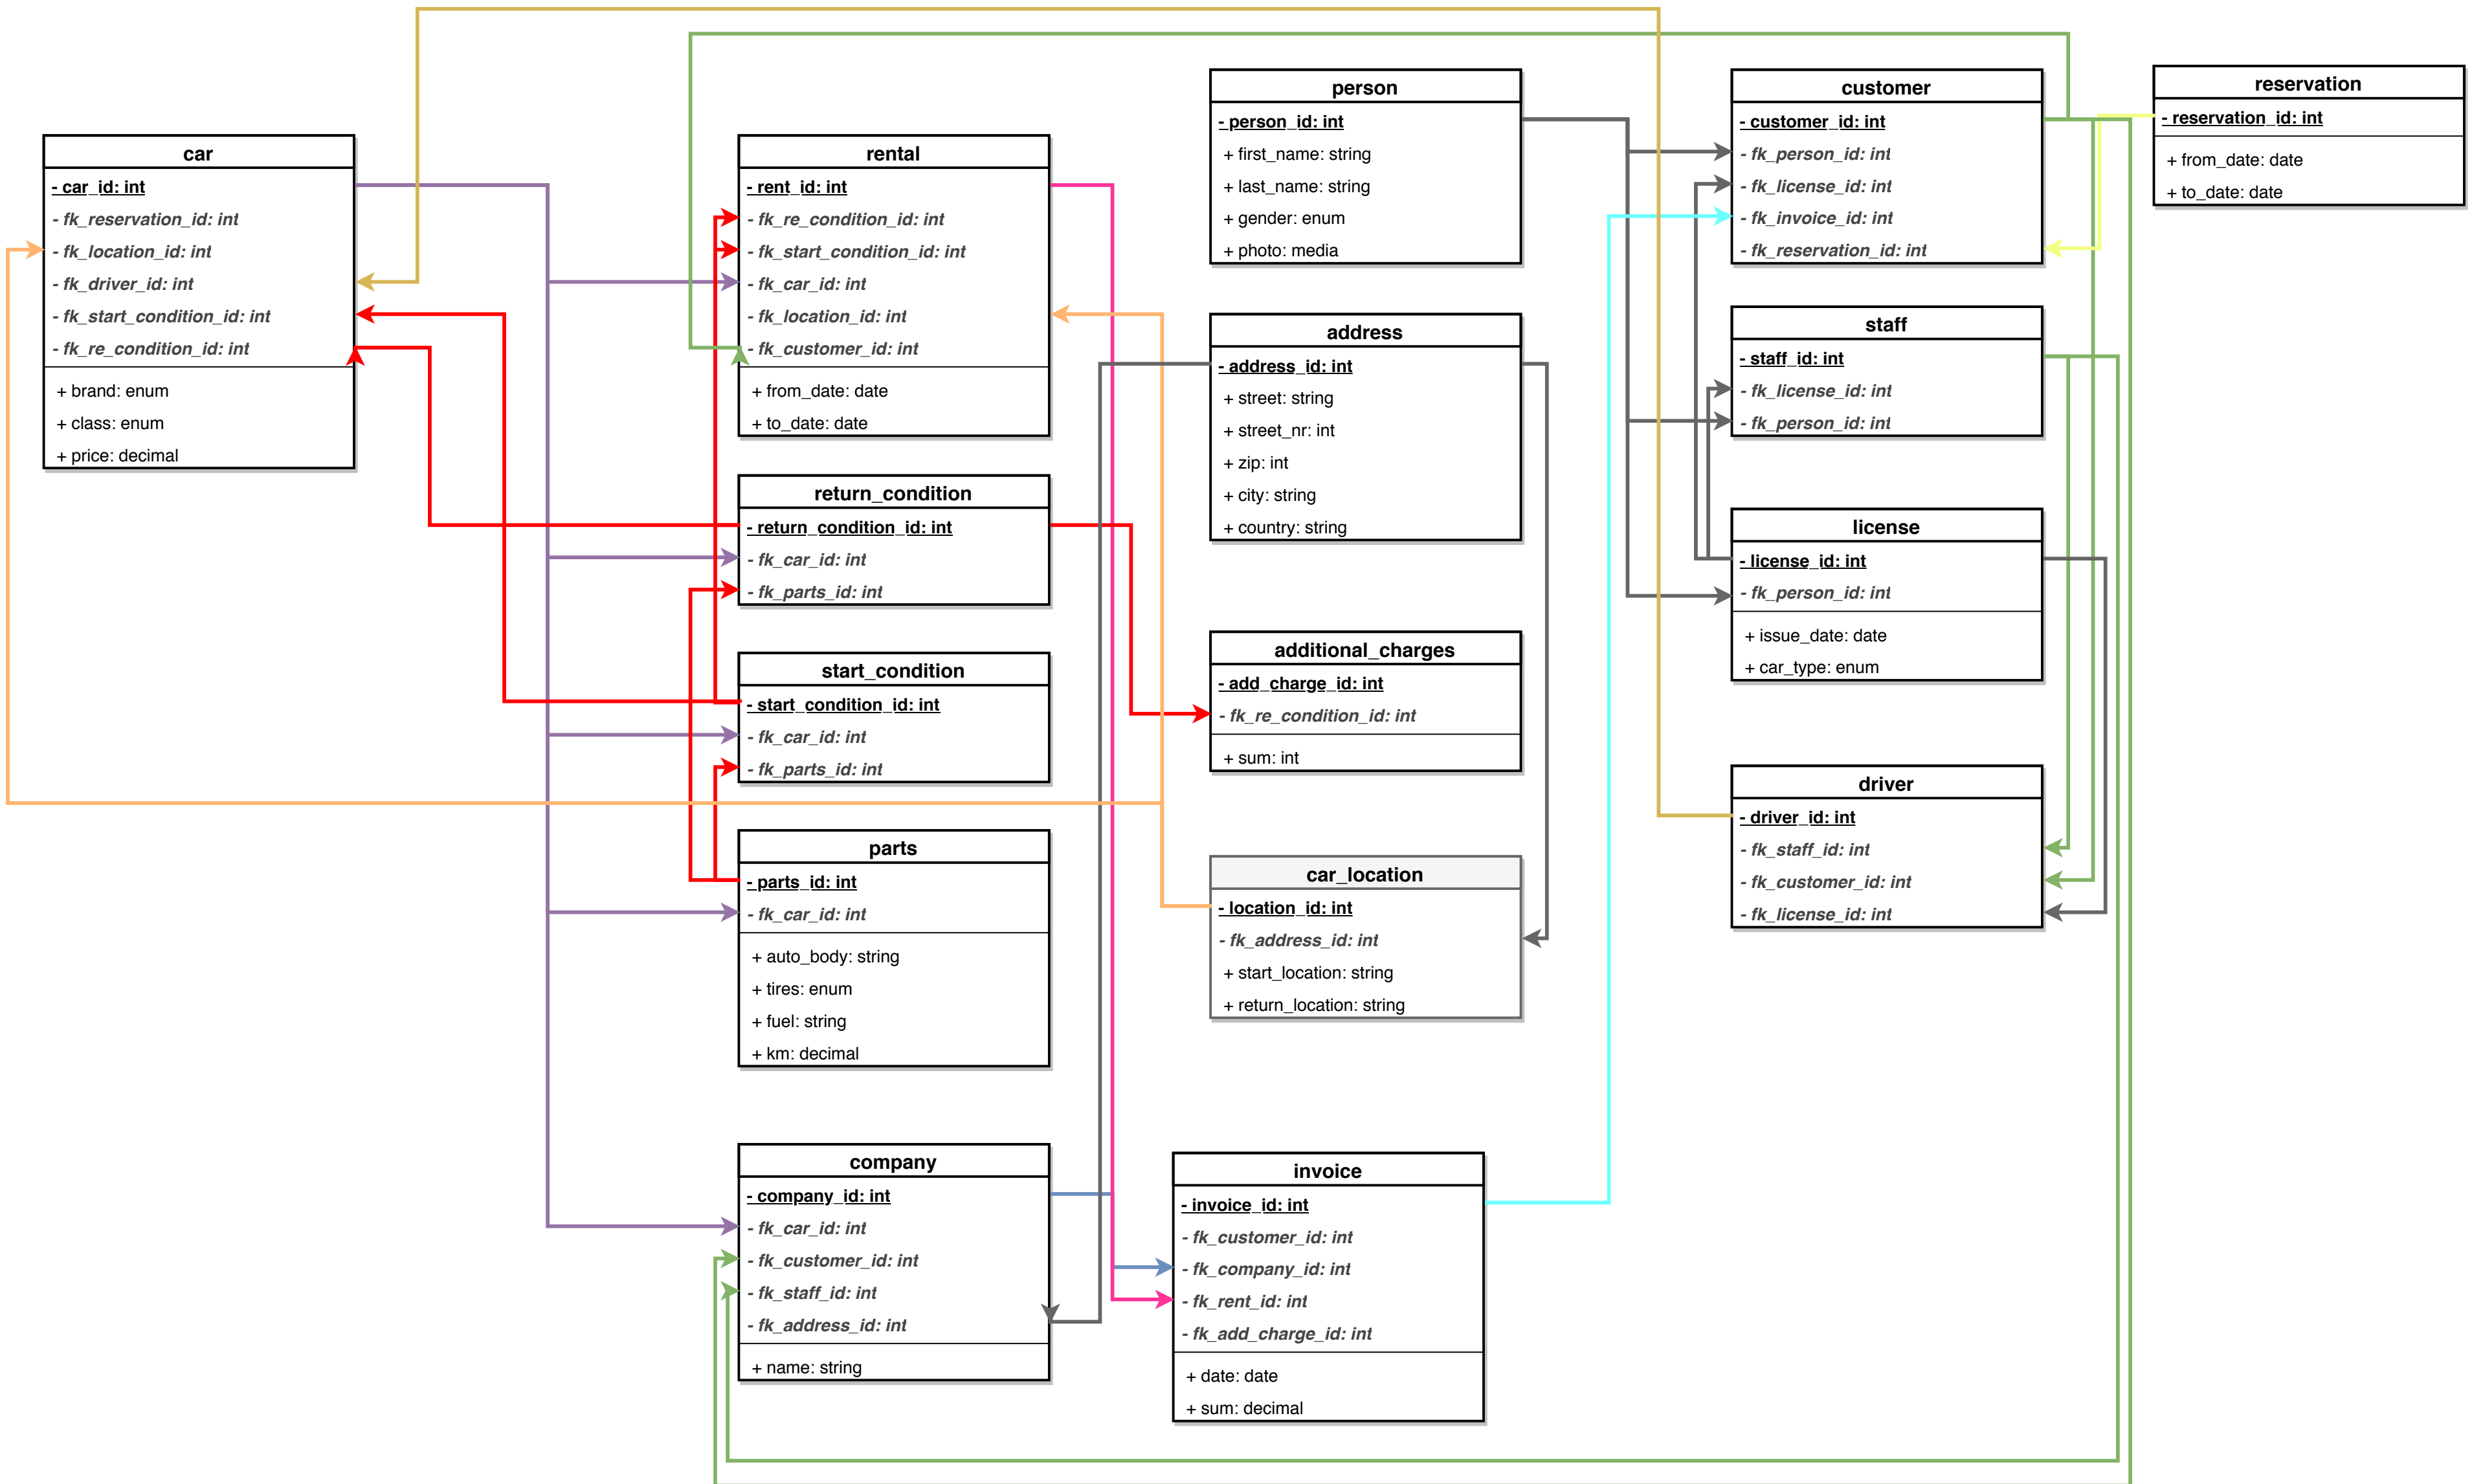 car
- car_id: int
- fk_reservation_id: int
- fk_location_id: int
- fk_driver_id: int
- fk_start_condition_id: int
- fk_re_condition_id: int
+ brand: enum
+ class: enum
+ price: decimal
rental
- rent_id: int
- fk_re_condition_id: int
- fk_start_condition_id: int
- fk_car_id: int
- fk_location_id: int
- fk_customer_id: int
+ from_date: date
+ to_date: date
return_condition
- return_condition_id: int
- fk_car_id: int
- fk_parts_id: int
start_condition
- start_condition_id: int
- fk_car_id: int
- fk_parts_id: int
parts
- parts_id: int
- fk_car_id: int
+ auto_body: string
+ tires: enum
+ fuel: string
+ km: decimal
company
- company_id: int
- fk_car_id: int
- fk_customer_id: int
- fk_staff_id: int
- fk_address_id: int
+ name: string
person
- person_id: int
+ first_name: string
+ last_name: string
+ gender: enum
+ photo: media
address
- address_id: int
+ street: string
+ street_nr: int
+ zip: int
+ city: string
+ country: string
additional_charges
- add_charge_id: int
- fk_re_condition_id: int
+ sum: int
car_location
- location_id: int
- fk_address_id: int
+ start_location: string
+ return_location: string
invoice
- invoice_id: int
- fk_customer_id: int
- fk_company_id: int
- fk_rent_id: int
- fk_add_charge_id: int
+ date: date
+ sum: decimal
customer
- customer_id: int
- fk_person_id: int
- fk_license_id: int
- fk_invoice_id: int
- fk_reservation_id: int
staff
- staff_id: int
- fk_license_id: int
- fk_person_id: int
license
- license_id: int
- fk_person_id: int
+ issue_date: date
+ car_type: enum
driver
- driver_id: int
- fk_staff_id: int
- fk_customer_id: int
- fk_license_id: int
reservation
- reservation_id: int
+ from_date: date
+ to_date: date